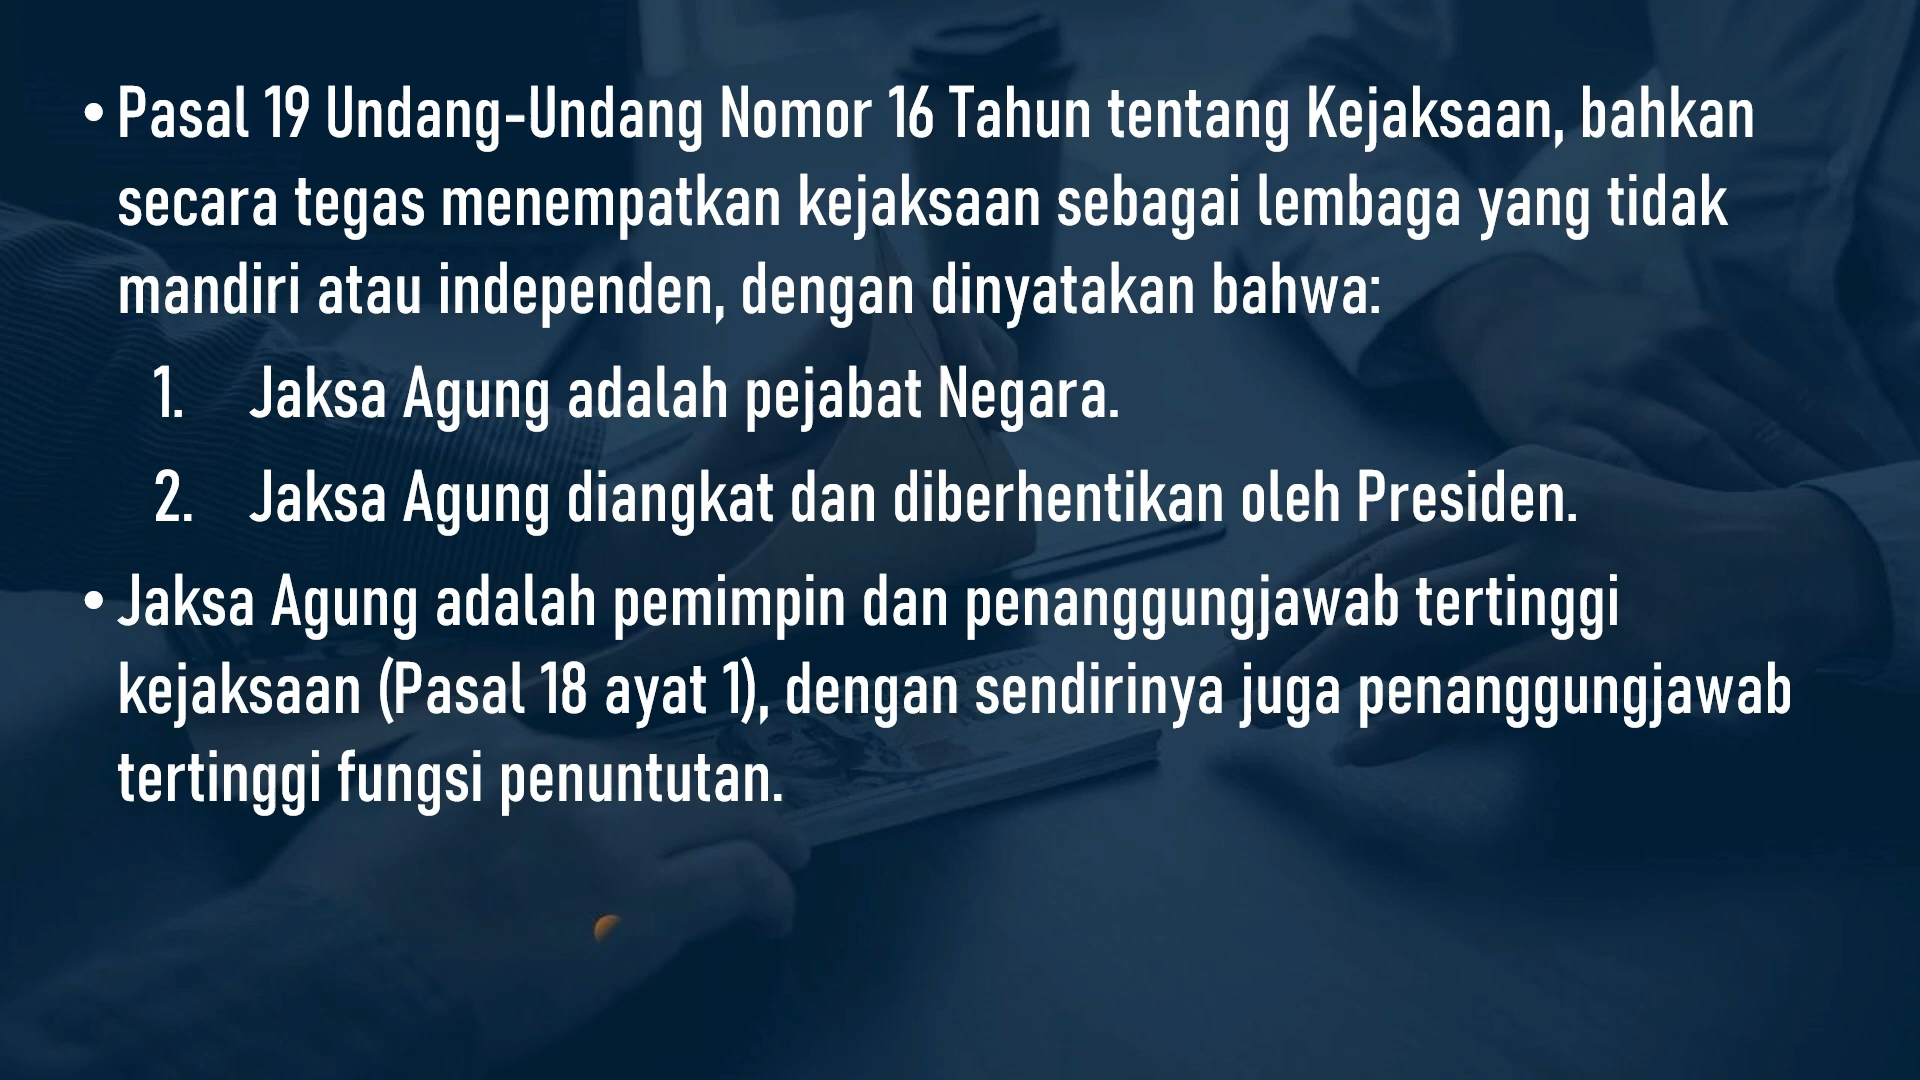 • Pasal 19 Undang-Undang Nomor 16 Tahun tentang Kejaksaan, bahkan
secara tegas menempatkan kejaksaan sebagai lembaga yang tidak
mandiri atau independen, dengan dinyatakan bahwa:
1. Jaksa Agung adalah pejabat Negara.
2. Jaksa Agung diangkat dan diberhentikan oleh Presiden.
• Jaksa Agung adalah pemimpin dan penanggungjawab tertinggi
kejaksaan (Pasal 18 ayat 1), dengan sendirinya juga penanggungjawab
tertinggi fungsi penuntutan.